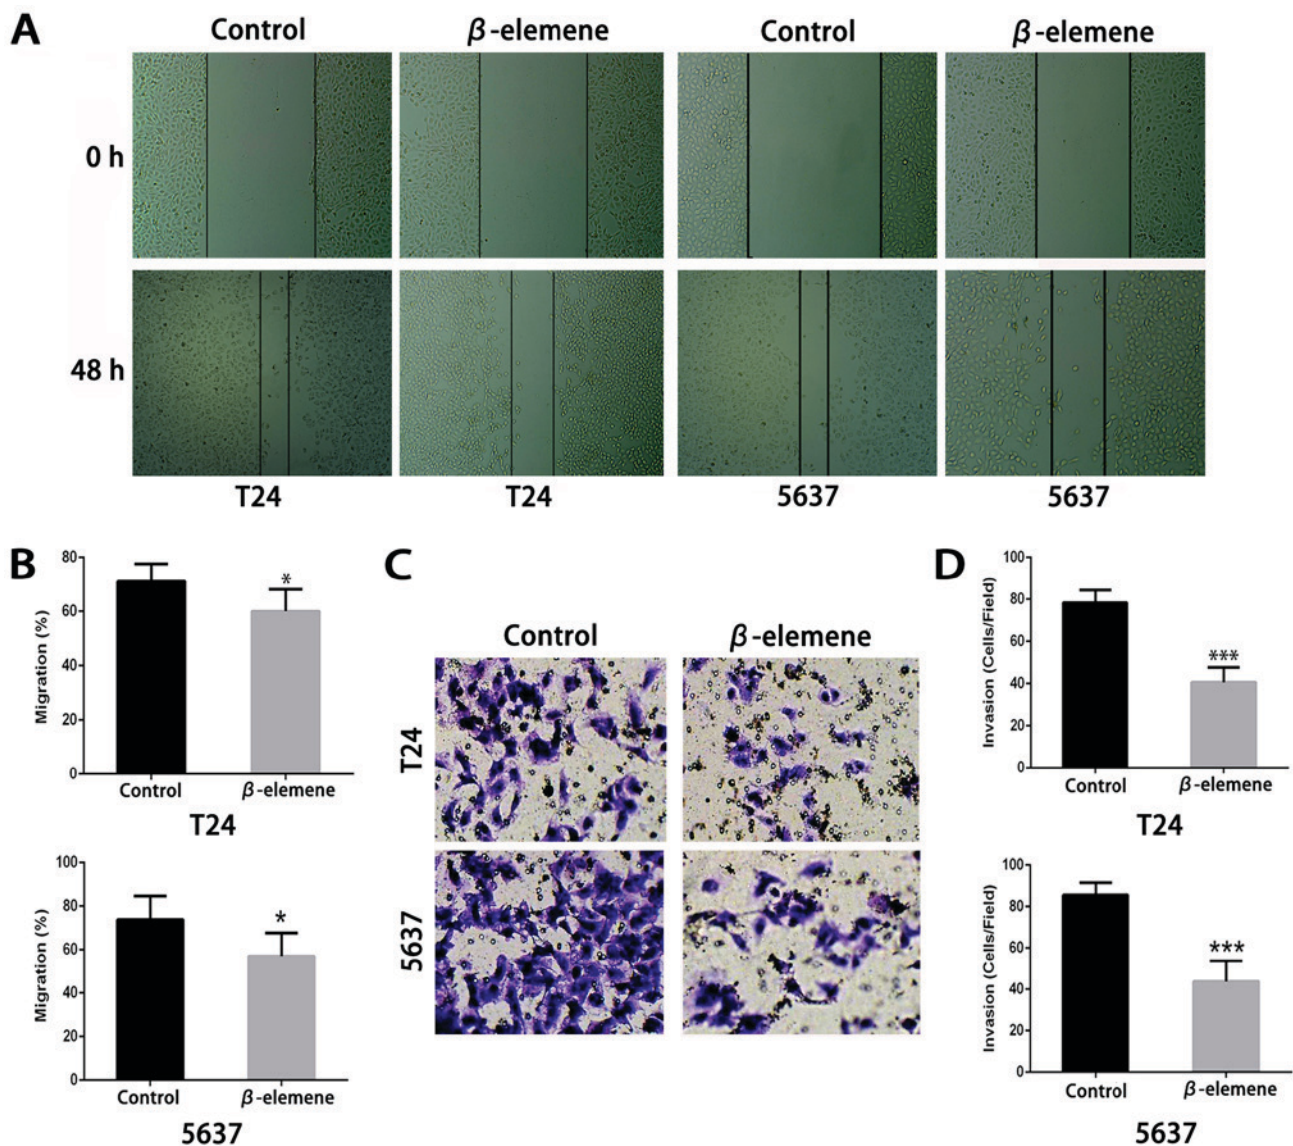 A
Control
β-elemene
Control
β-elemene
0 h
48 h
T24
T24
5637
5637
B
80
60
40
20
0
Migration (%)
*
Control
β-elemene
T24
100
80
60
40
20
0
Migration (%)
*
Control
β-elemene
5637
C
Control
β-elemene
T24
5637
D
100
80
60
40
20
0
Invasion (Cells/Field)
***
Control
β-elemene
T24
100
80
60
40
20
0
Invasion (Cells/Field)
***
Control
β-elemene
5637